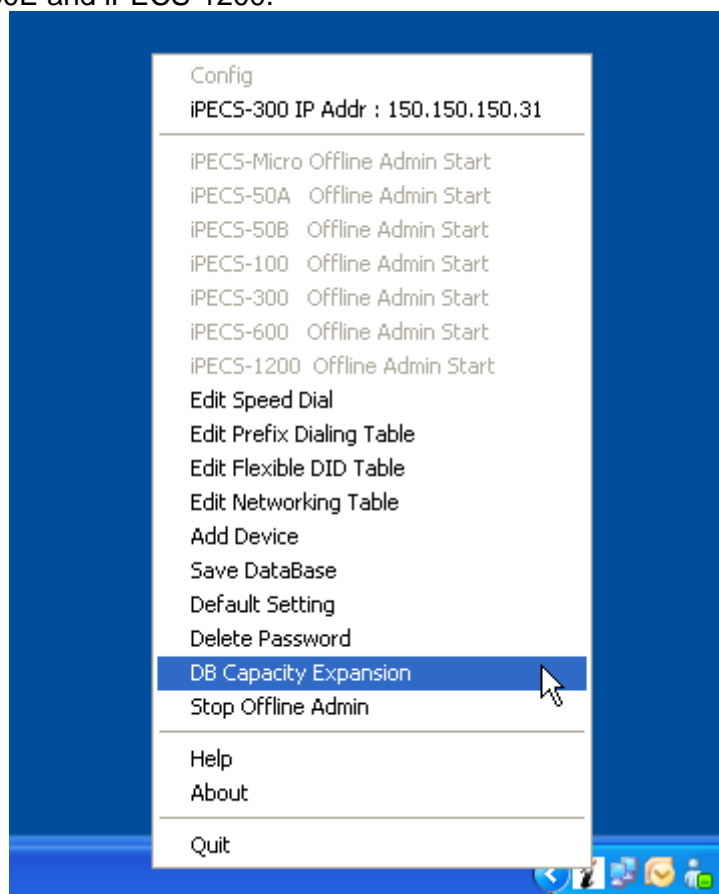 and iPECS-1200.
Config
iPECS-300 IP Addr : 150.150.150.31
iPECS-Micro Offline Admin Start
iPECS-50A Offline Admin Start
iPECS-50B Offline Admin Start
iPECS-100 Offline Admin Start
iPECS-300 Offline Admin Start
iPECS-600 Offline Admin Start
iPECS-1200 Offline Admin Start
Edit Speed Dial
Edit Prefix Dialing Table
Edit Flexible DID Table
Edit Networking Table
Add Device
Save DataBase
Default Setting
Delete Password
DB Capacity Expansion
Stop Offline Admin
Help
About
Quit